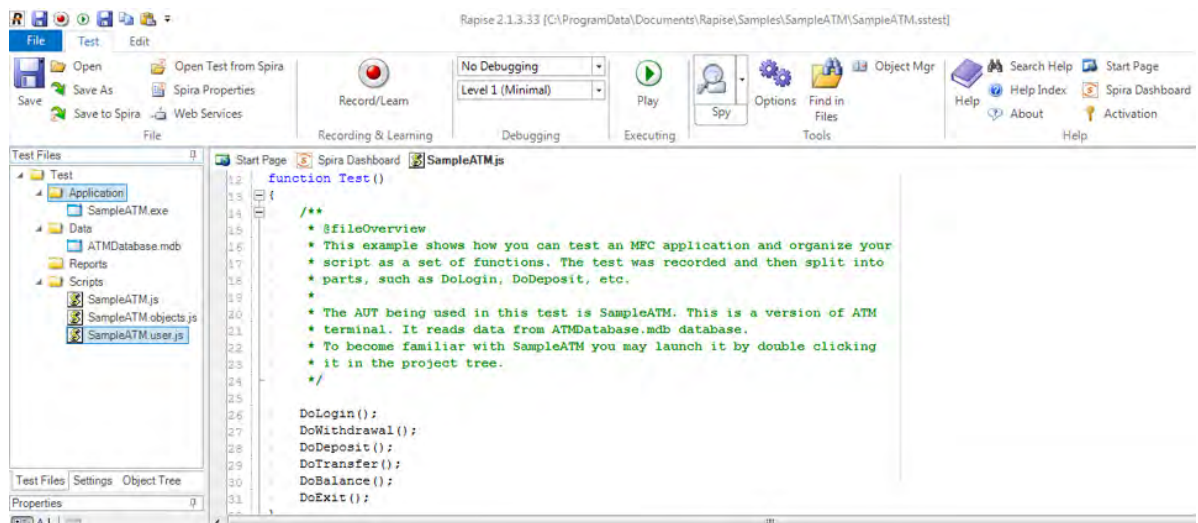 Rapise 2.1.3.33 [C:\ProgramData\Documents\Rapise\Samples\SampleATM\SampleATM.sstest]
File Test Edit
Save
Open
Save As
Save to Spira
Open Test from Spira
Spira Properties
Web Services
File
Record/Learn
Recording & Learning
No Debugging
Level 1 (Minimal)
Debugging
Play
Executing
Spy
Options
Find in
Files
Object Mgr
Tools
Help
Search Help
Help Index
About
Start Page
Spira Dashboard
Activation
Help
Test Files
Test
Application
SampleATM.exe
Data
ATMDatabase.mdb
Reports
Scripts
SampleATM.js
SampleATM.objects.js
SampleATM.user.js
Test Files Settings Object Tree
Properties
Start Page Spira Dashboard SampleATM.js
12 function Test()
13 {
14 /**
15 * @fileOverview
16 * This example shows how you can test an MFC application and organize your
17 * script as a set of functions. The test was recorded and then split into
18 * parts, such as DoLogin, DoDeposit, etc.
19 *
20 * The AUT being used in this test is SampleATM. This is a version of ATM
21 * terminal. It reads data from ATMDatabase.mdb database.
22 * To become familiar with SampleATM you may launch it by double clicking
23 * it in the project tree.
24 */
25
26 DoLogin();
27 DoWithdrawal();
28 DoDeposit();
29 DoTransfer();
30 DoBalance();
31 DoExit();